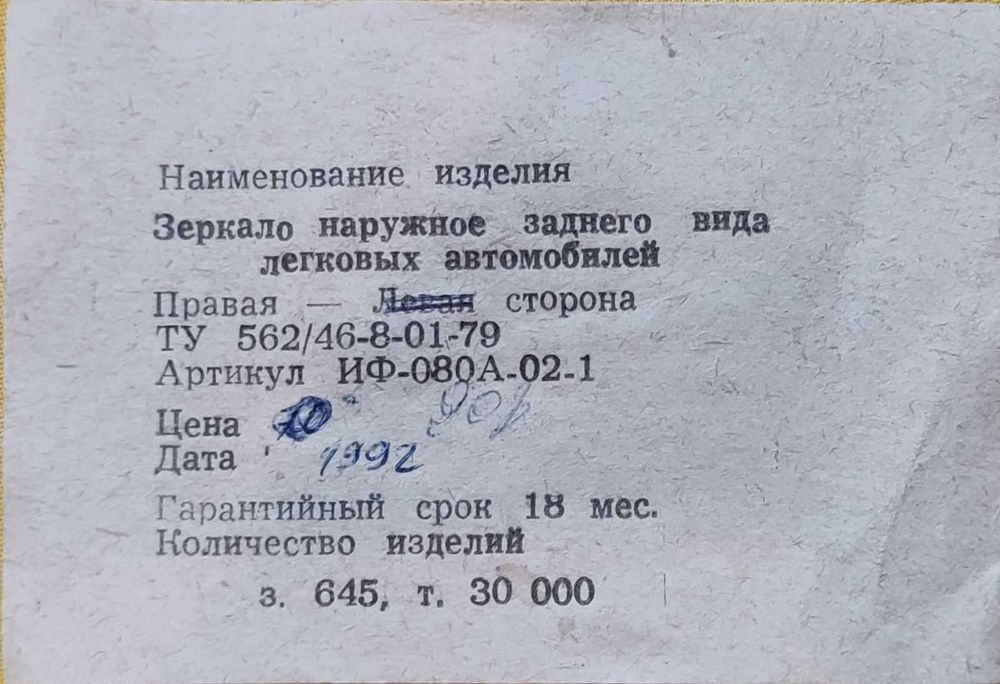 Наименование изделия
Зеркало наружное заднего вида
легковых автомобилей
Правая — Левая сторона
ТУ 562/46-8-01-79
Артикул ИФ-080А-02-1
Цена
Дата 1992
Гарантийный срок 18 мес.
Количество изделий
з. 645, т. 30 000